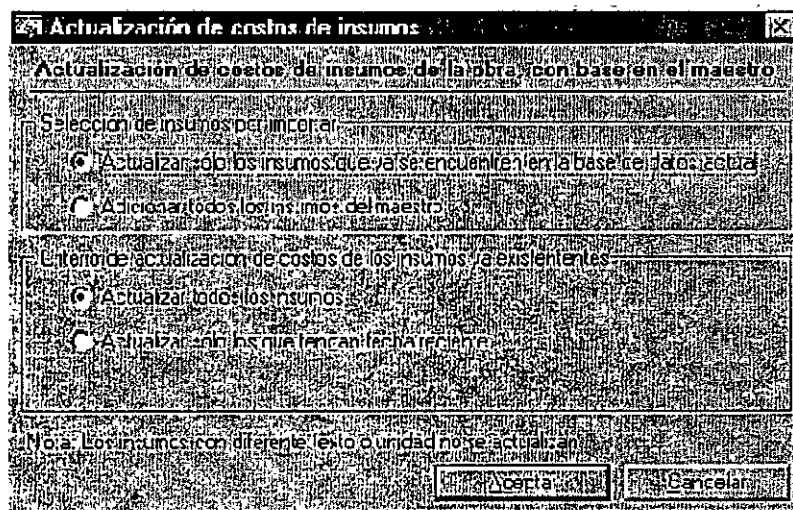 Actualización de costos de insumos
Actualización de costos de insumos de la obra, con base en el maestro
Selección de insumos por importar
Actualizar sólo los insumos que ya se encuentren en la base de datos actual
Adicionar todos los insumos del maestro
Criterio de actualización de costos de los insumos ya existentes
Actualizar todos los insumos
Actualizar sólo los que tengan fecha reciente
Nota: Los insumos con diferente texto o unidad no se actualizan
Aceptar
Cancelar